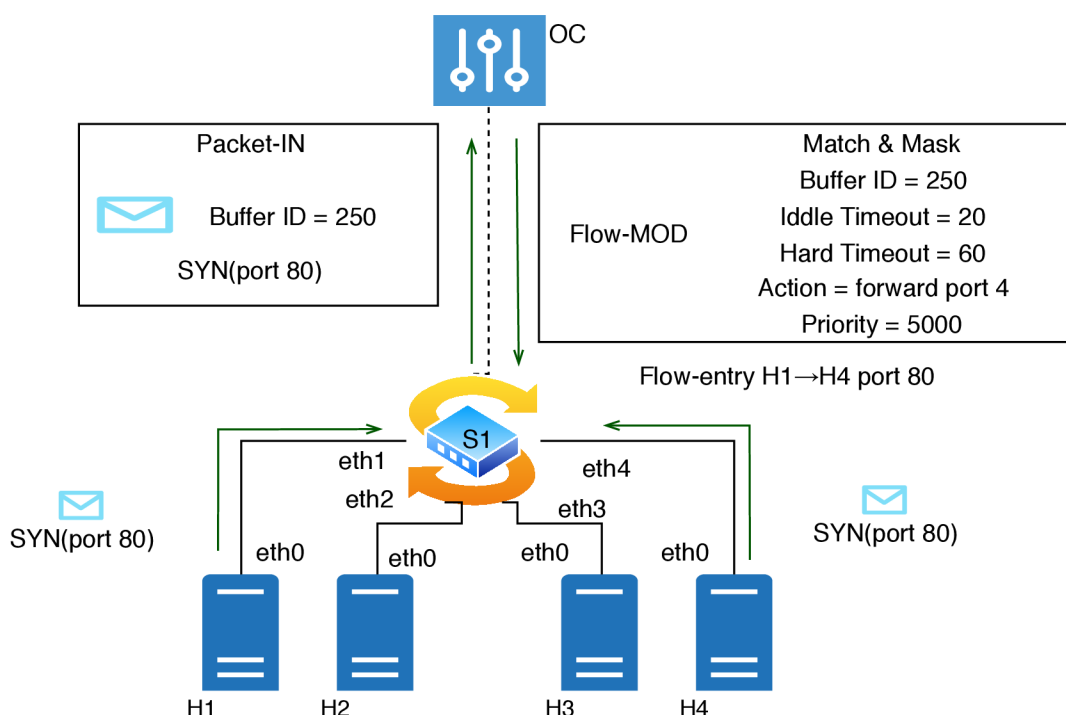 OC
Packet-IN
Buffer ID = 250
SYN(port 80)
Flow-MOD
Match & Mask
Buffer ID = 250
Iddle Timeout = 20
Hard Timeout = 60
Action = forward port 4
Priority = 5000
Flow-entry H1→H4 port 80
S1
eth1
eth2
eth3
eth4
SYN(port 80)
SYN(port 80)
eth0
eth0
eth0
eth0
H1
H2
H3
H4